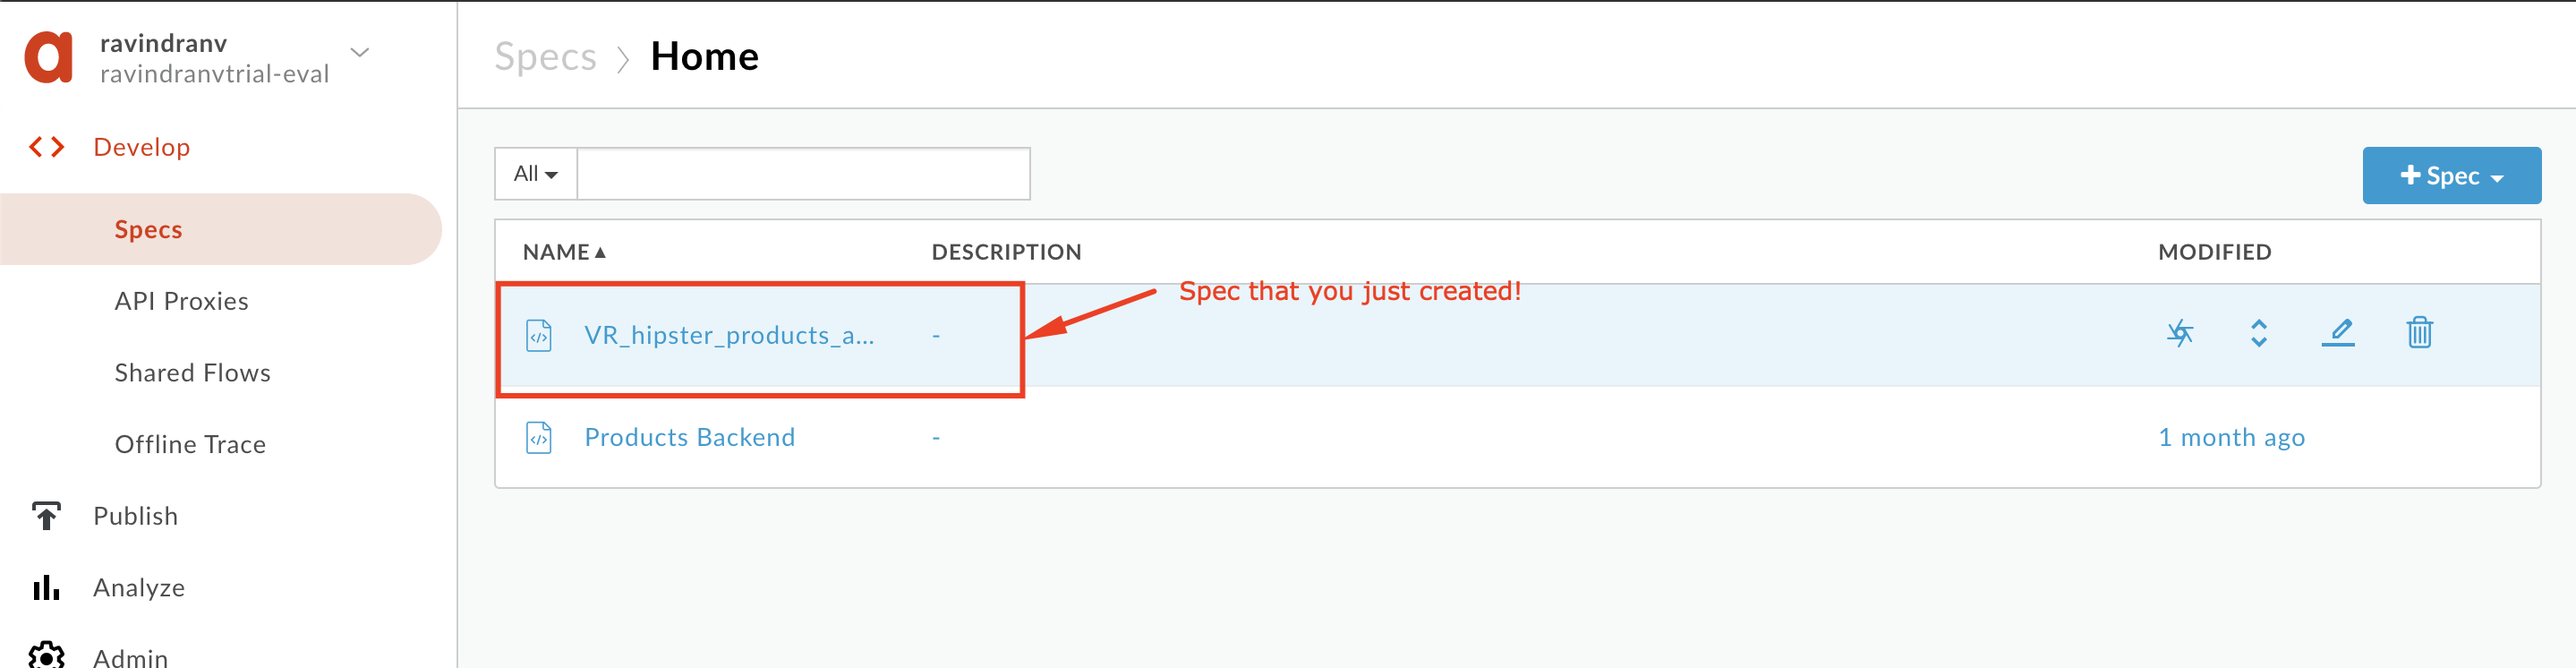 ravindranv
ravindranvtrial-eval
Specs > Home
Develop
Specs
API Proxies
Shared Flows
Offline Trace
Publish
Analyze
Admin
All
+ Spec
NAME DESCRIPTION MODIFIED
Spec that you just created!
VR_hipster_products_a... -
Products Backend - 1 month ago